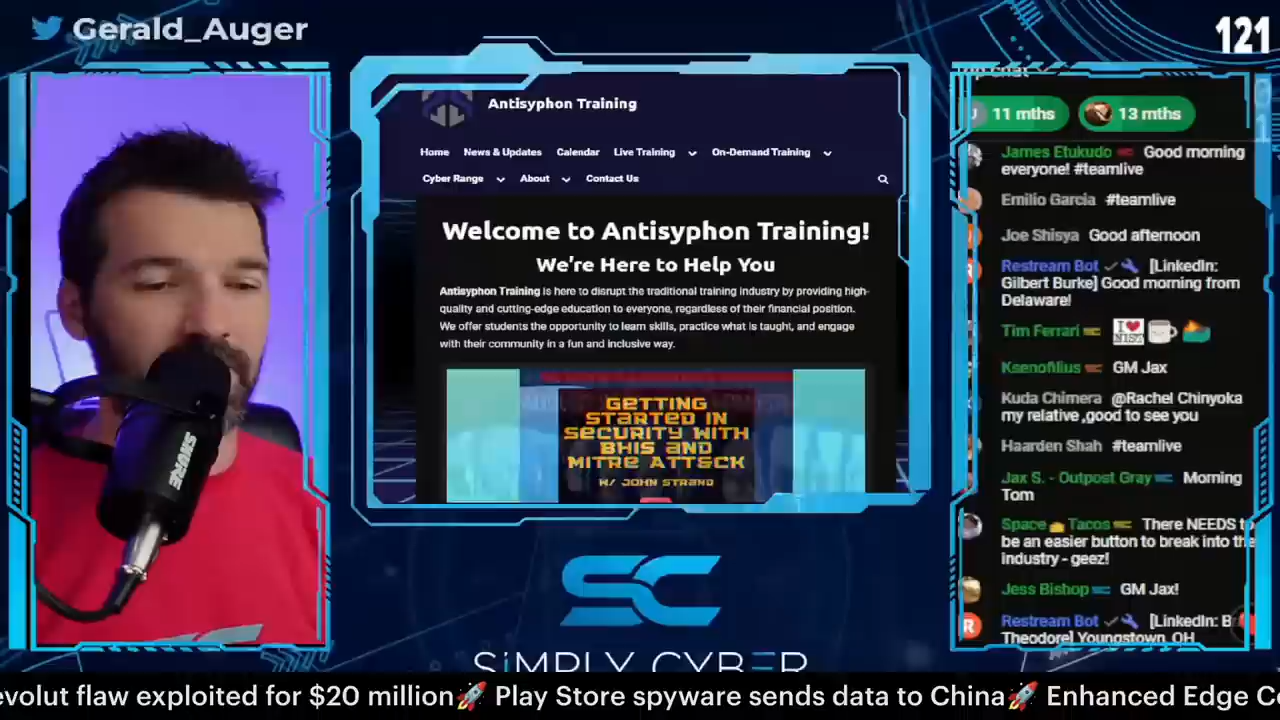 Gerald_Auger
121
Antisyphon Training
Home News & Updates Calendar Live Training On-Demand Training
Cyber Range About Contact Us
Welcome to Antisyphon Training!
We're Here to Help You
Antisyphon Training is here to disrupt the traditional training industry by providing high-
quality and cutting-edge education to everyone, regardless of their financial position.
We offer students the opportunity to learn skills, practice what is taught, and engage
with their community in a fun and inclusive way.
GETTING
STARTED IN
SECURITY WITH
BHIS AND
MITRE ATT&CK
W/ JOHN STRAND
SHURE
SC
SIMPLY CYBER
11 mths 13 mths
James Etukudo Good morning
everyone! #teamlive
Emilio Garcia #teamlive
Joe Shisya Good afternoon
Restream Bot [LinkedIn:
Gilbert Burke] Good morning from
Delaware!
Tim Ferrari I ❤ NIST
Ksenofilius GM Jax
Kuda Chimera @Rachel Chinyoka
my relative ,good to see you
Haarden Shah #teamlive
Jax S. - Outpost Gray Morning
Tom
Space 🌮 Tacos There NEEDS to
be an easier button to break into the
industry - geez!
Jess Bishop GM Jax!
R Restream Bot [LinkedIn: B
Theodore] Youngstown, OH
evolut flaw exploited for $20 million🚀 Play Store spyware sends data to China🚀 Enhanced Edge Co